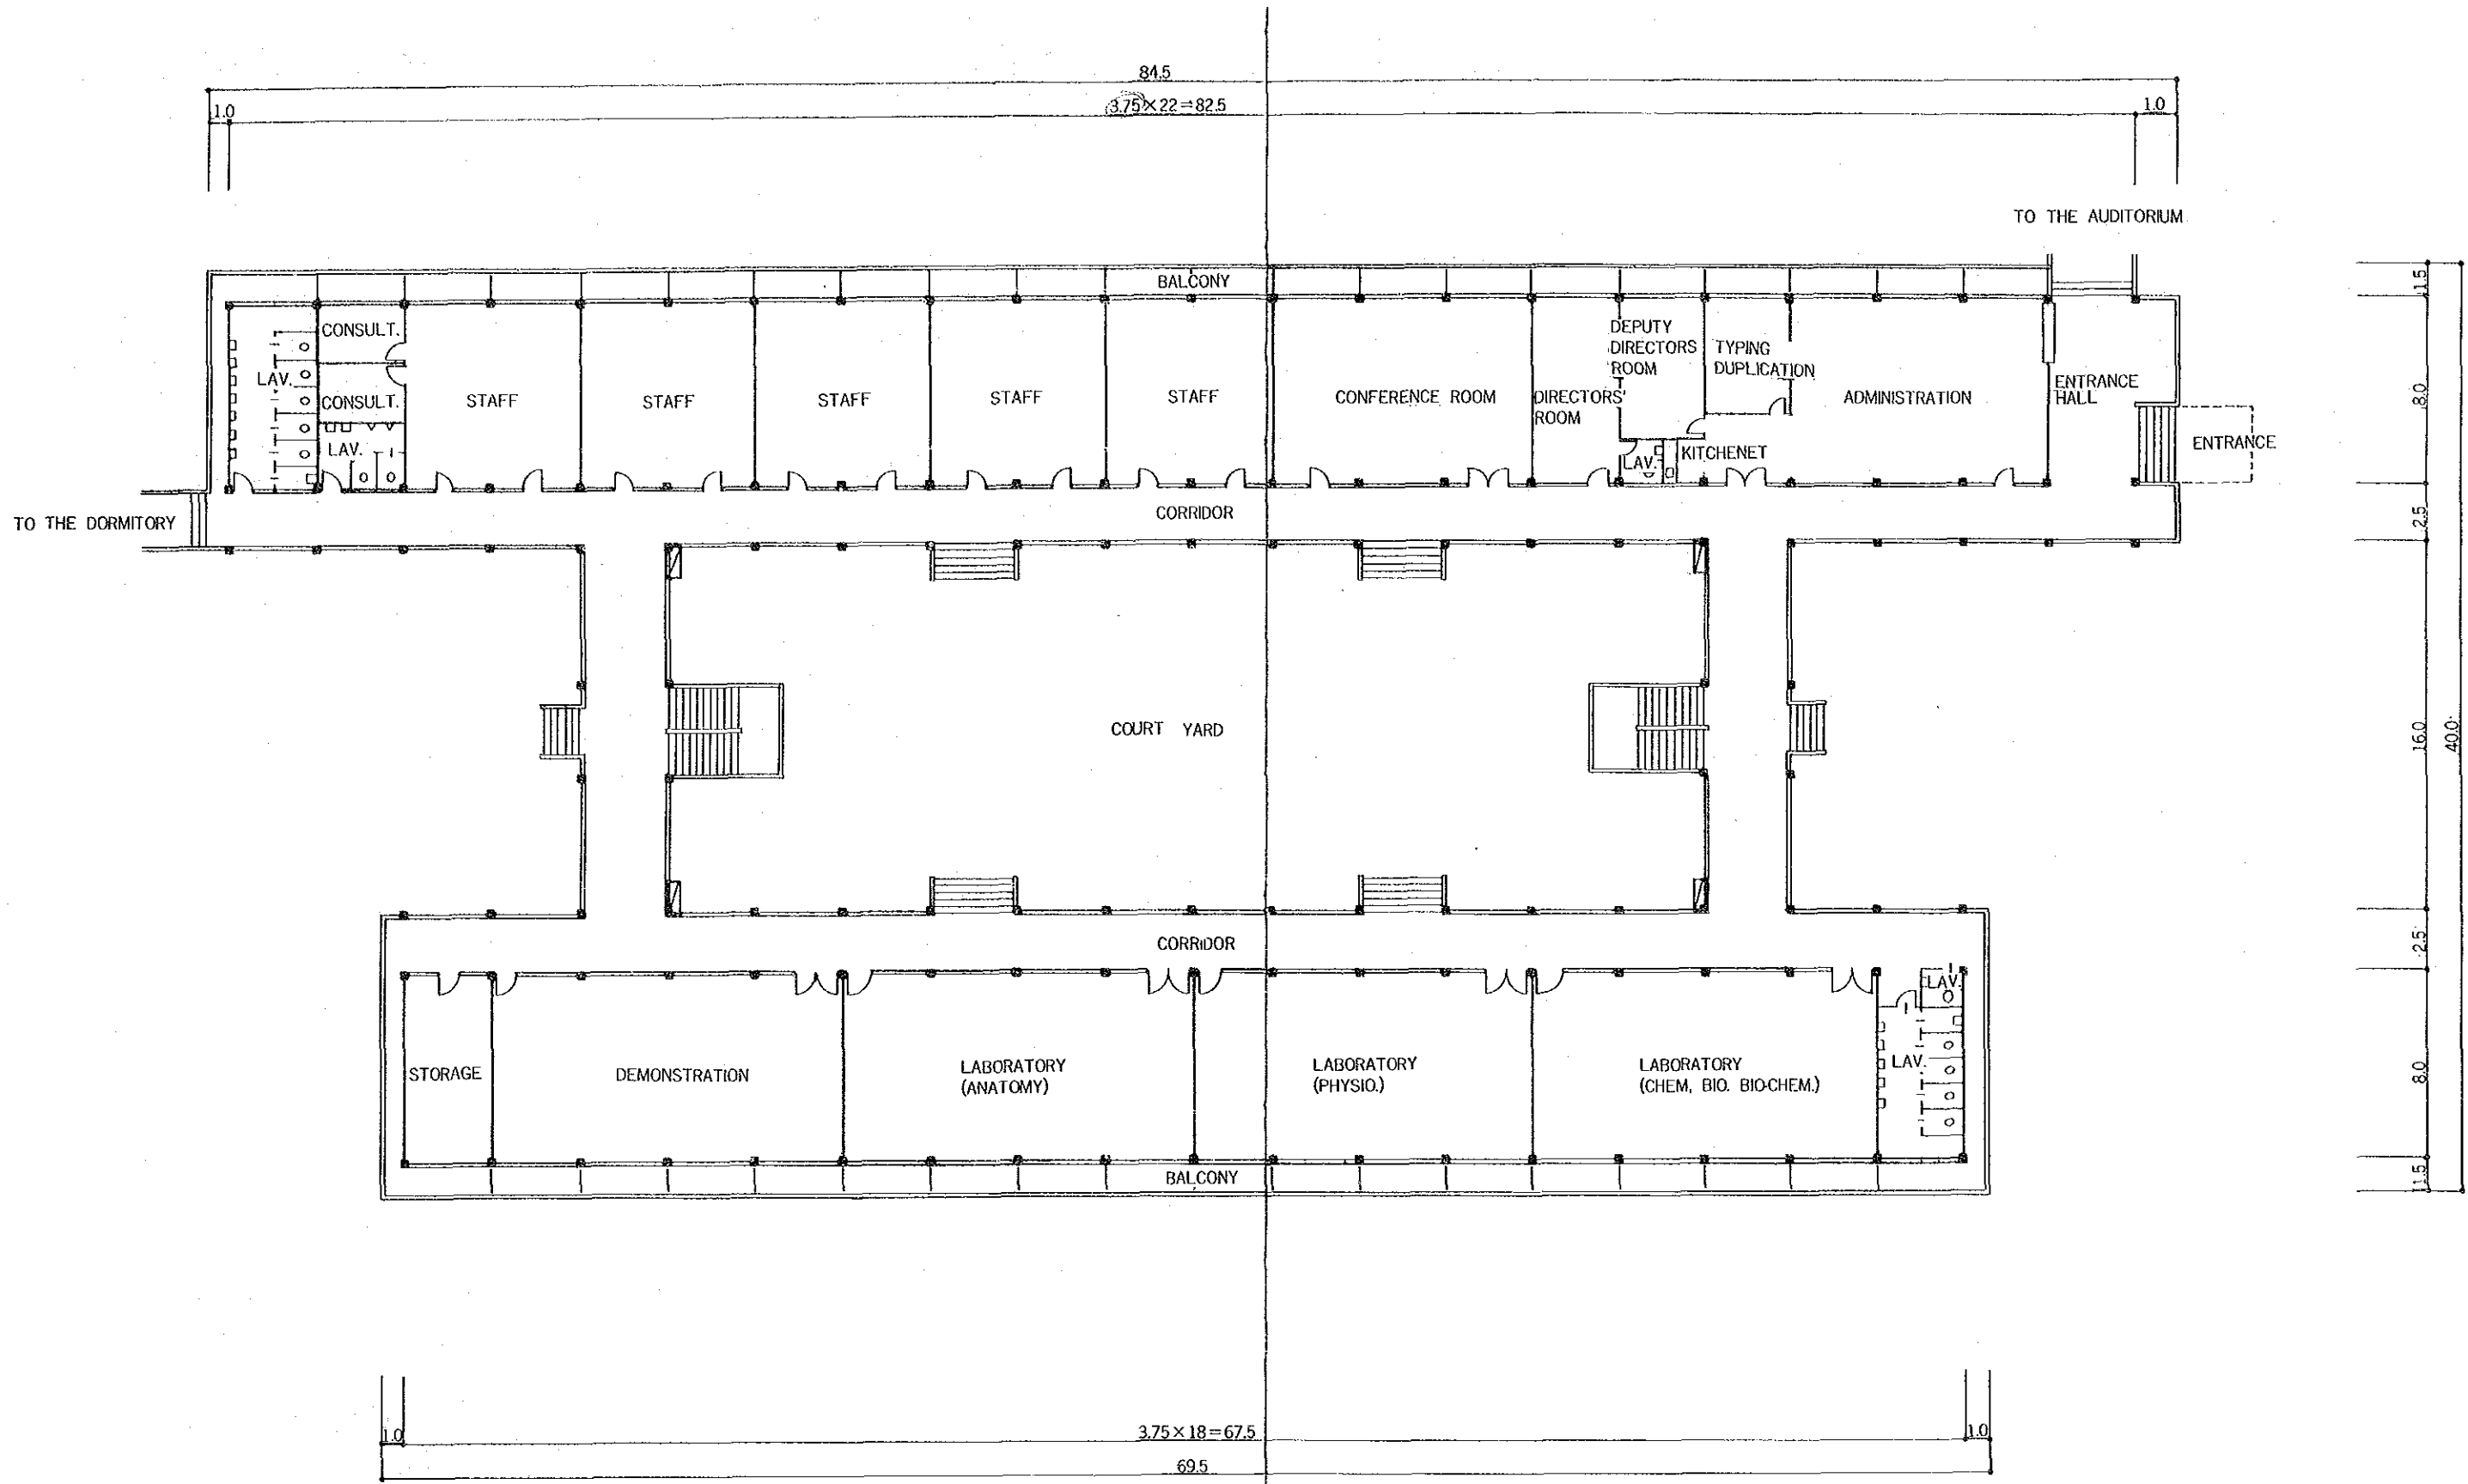 84.5
1.0
3.75×22=82.5
1.0
TO THE AUDITORIUM
BALCONY
1.5
CONSULT.
LAV.
CONSULT.
LAV.
STAFF
STAFF
STAFF
STAFF
STAFF
CONFERENCE ROOM
DIRECTORS'
ROOM
DEPUTY
DIRECTORS
ROOM
LAV.
KITCHENET
TYPING
DUPLICATION
ADMINISTRATION
ENTRANCE
HALL
ENTRANCE
8.0
TO THE DORMITORY
CORRIDOR
2.5
COURT YARD
16.0
40.0
CORRIDOR
2.5
STORAGE
DEMONSTRATION
LABORATORY
(ANATOMY)
LABORATORY
(PHYSIO.)
LABORATORY
(CHEM, BIO. BIO-CHEM.)
LAV.
LAV.
8.0
BALCONY
1.5
1.0
3.75×18=67.5
1.0
69.5